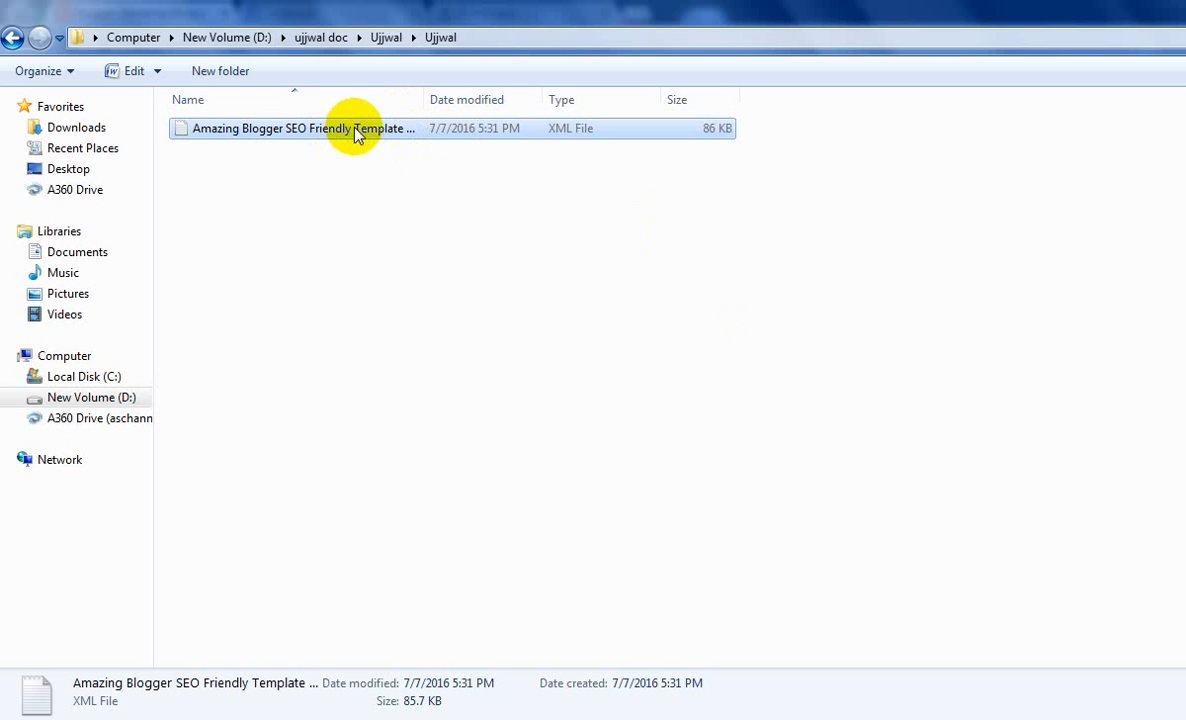 Computer New Volume (D:) ujjwal doc Ujjwal Ujjwal
Organize Edit New folder
Name Date modified Type Size
Amazing Blogger SEO Friendly Template ... 7/7/2016 5:31 PM XML File 86 KB
Favorites
Downloads
Recent Places
Desktop
A360 Drive
Libraries
Documents
Music
Pictures
Videos
Computer
Local Disk (C:)
New Volume (D:)
A360 Drive (aschann
Network
Amazing Blogger SEO Friendly Template ... Date modified: 7/7/2016 5:31 PM Date created: 7/7/2016 5:31 PM
XML File Size: 85.7 KB